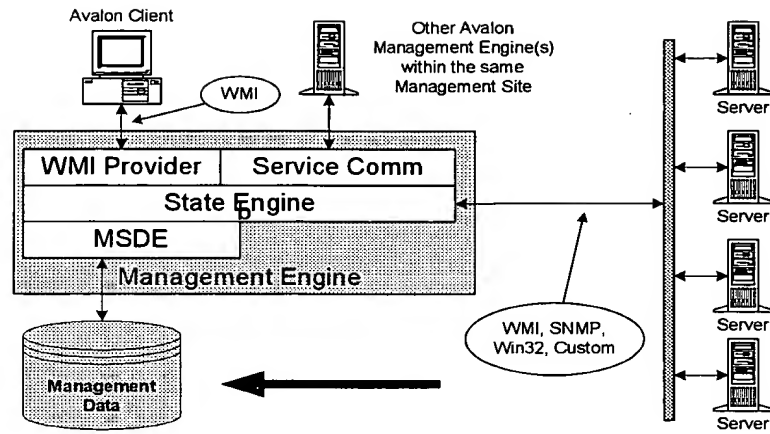 Avalon Client
Other Avalon
Management Engine(s)
within the same
Management Site
WMI
Server
WMI Provider
Service Comm
State Engine
MSDE
Management Engine
Server
Server
WMI, SNMP,
Win32, Custom
Management
Data
Server